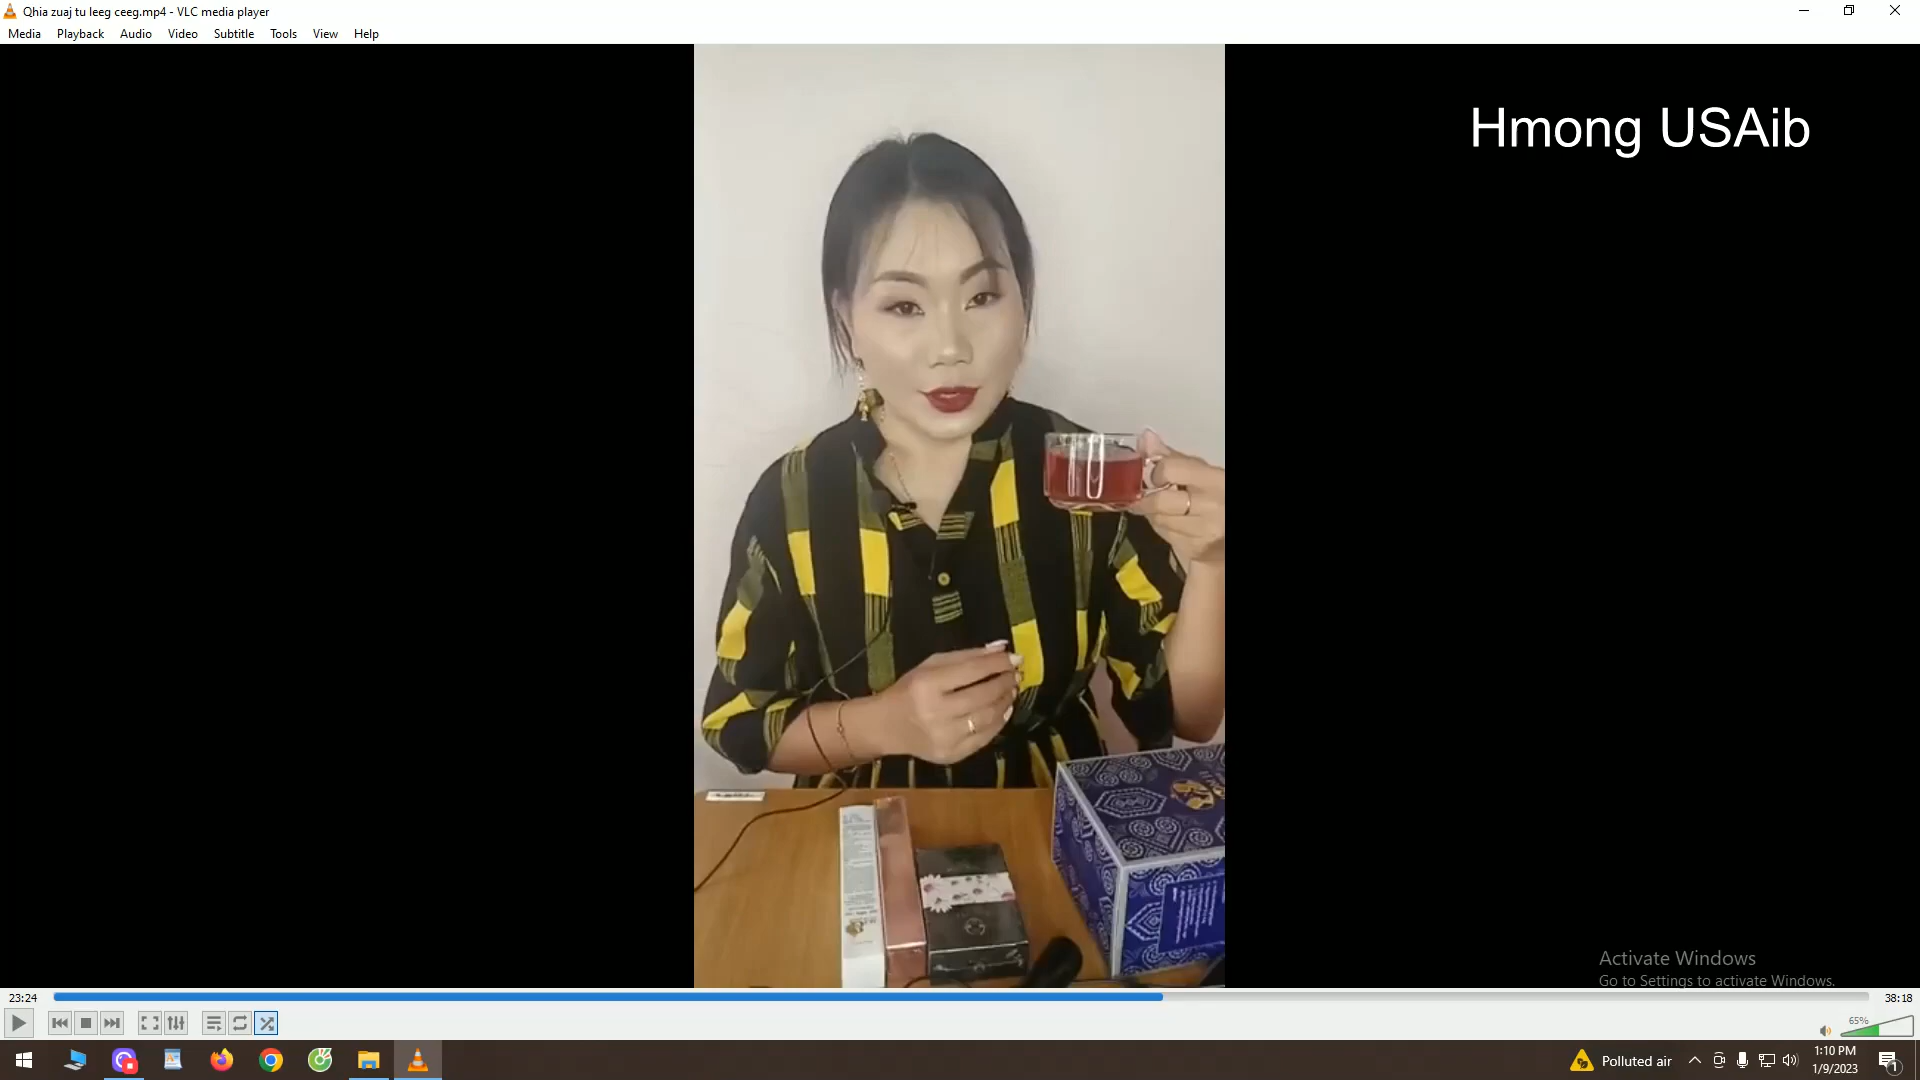 Qhia zuaj tu leeg ceeg.mp4 - VLC media player
Media Playback Audio Video Subtitle Tools View Help
Hmong USAib
Activate Windows
Go to Settings to activate Windows.
23:24
38:18
65%
Polluted air
1:10 PM
1/9/2023
1